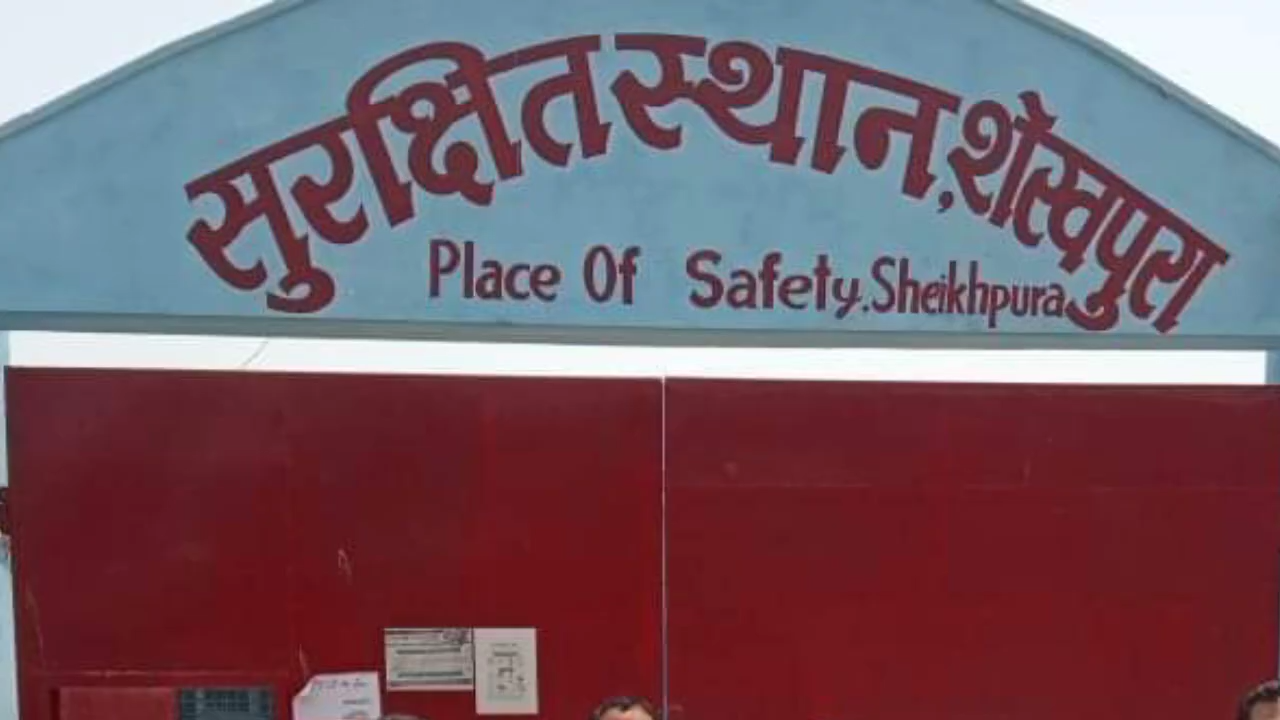 सुरक्षित स्थान, शेखपुरा
Place Of Safety. Sheikhpura